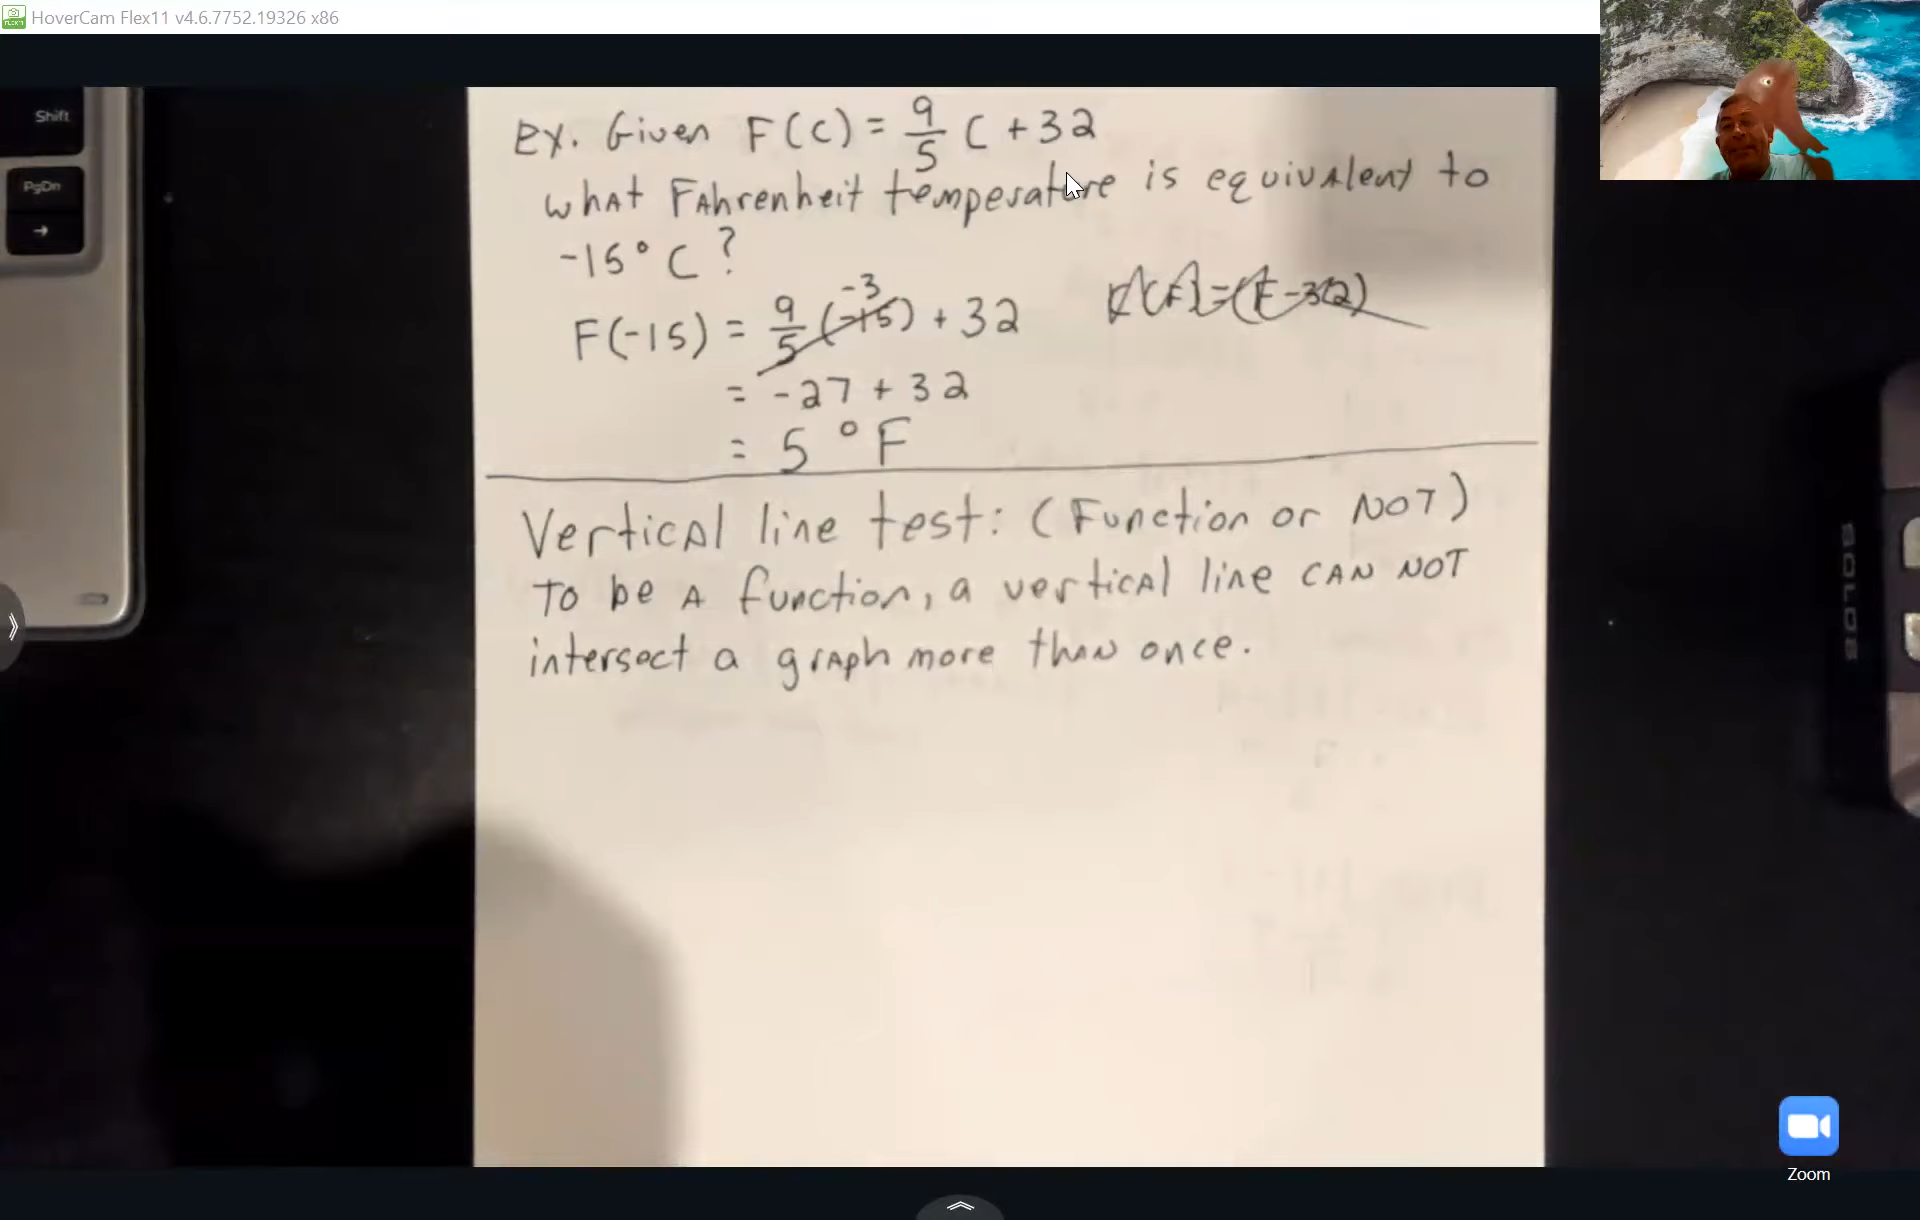 HoverCam Flex11 v4.6.7752.19326 x86
Shift
PgDn
→
Ex. Given F(C) = 9/5 C + 32
what Fahrenheit temperature is equivalent to
-15° C ?
F(-15) = 9/5 (-15) + 32
-3
(F-32)
= -27 + 32
= 5 °F
Vertical line test: (Function or NOT)
To be A function, a vertical line CAN NOT
intersect a graph more than once.
Zoom